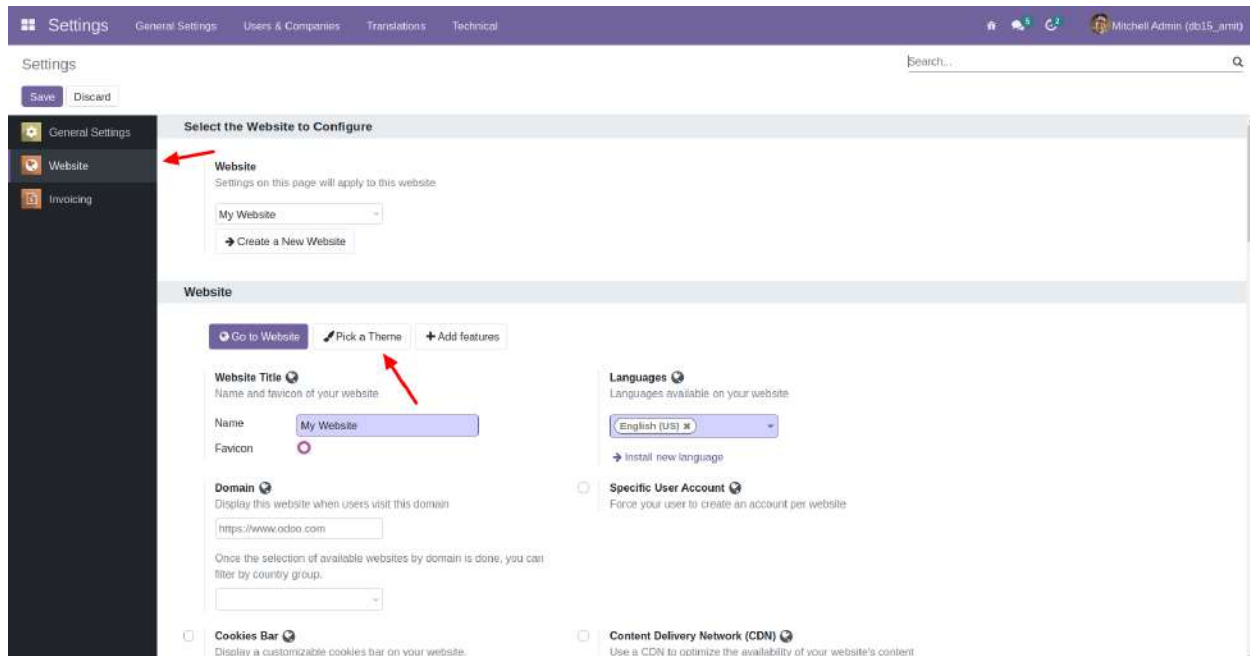 Settings General Settings Users & Companies Translations Technical 5 2 Mitchell Admin (db15_amit)
Settings Search...
Save Discard
General Settings
Website
Invoicing
Select the Website to Configure
Website
Settings on this page will apply to this website
My Website
Create a New Website
Website
Go to Website Pick a Theme Add features
Website Title
Name and favicon of your website
Name My Website
Favicon
Languages
Languages available on your website
English (US)
Install new language
Domain
Display this website when users visit this domain
https://www.odoo.com
Once the selection of available websites by domain is done, you can
filter by country group.
Specific User Account
Force your user to create an account per website
Cookies Bar
Display a customizable cookies bar on your website.
Content Delivery Network (CDN)
Use a CDN to optimize the availability of your website's content